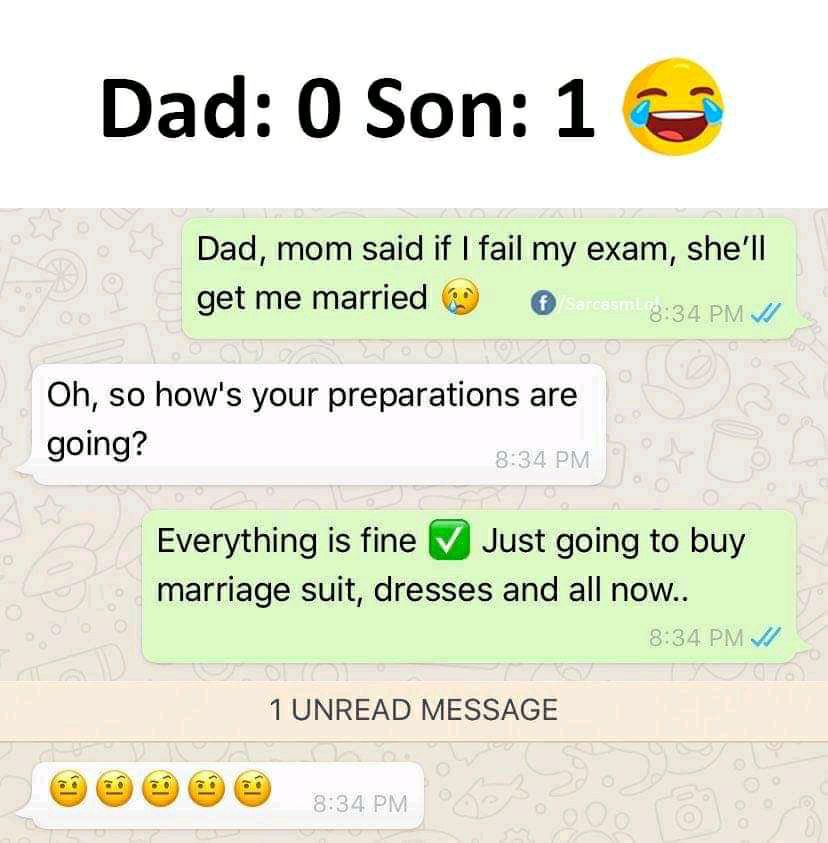 Dad: 0 Son: 1 😂
Dad, mom said if I fail my exam, she'll
get me married 😢
f/SarcasmLol
8:34 PM
Oh, so how's your preparations are
going?
8:34 PM
Everything is fine ✅ Just going to buy
marriage suit, dresses and all now..
8:34 PM
1 UNREAD MESSAGE
🤨🤨🤨🤨🤨 8:34 PM